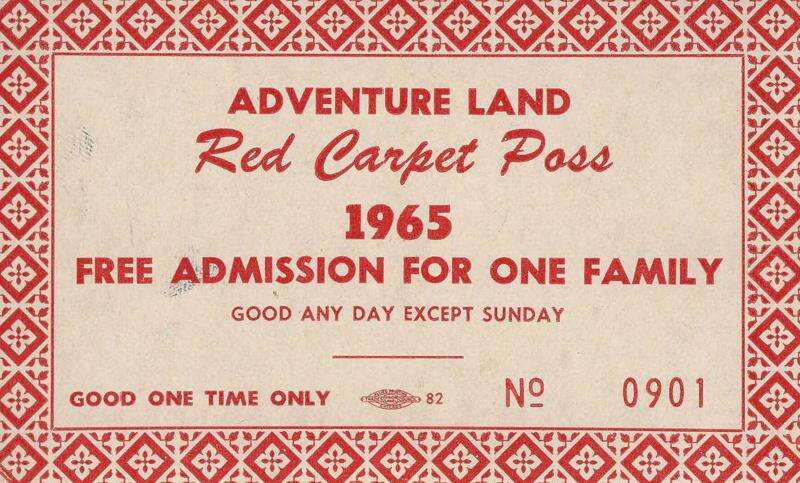 ADVENTURE LAND
Red Carpet Poss
1965
FREE ADMISSION FOR ONE FAMILY
GOOD ANY DAY EXCEPT SUNDAY
GOOD ONE TIME ONLY 82 Nº 0901